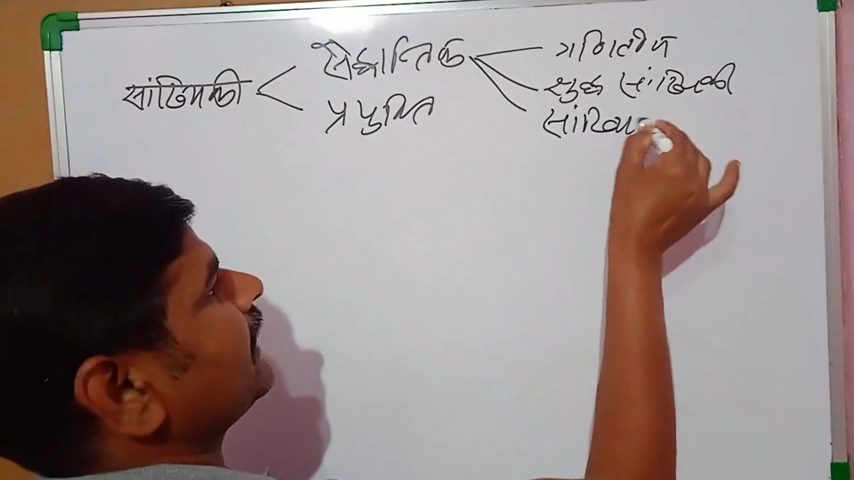 सांख्यिकी
सैद्धान्तिक
प्रयुक्ति
गणितीय
शुद्ध सांख्यिकी
सांख्यि